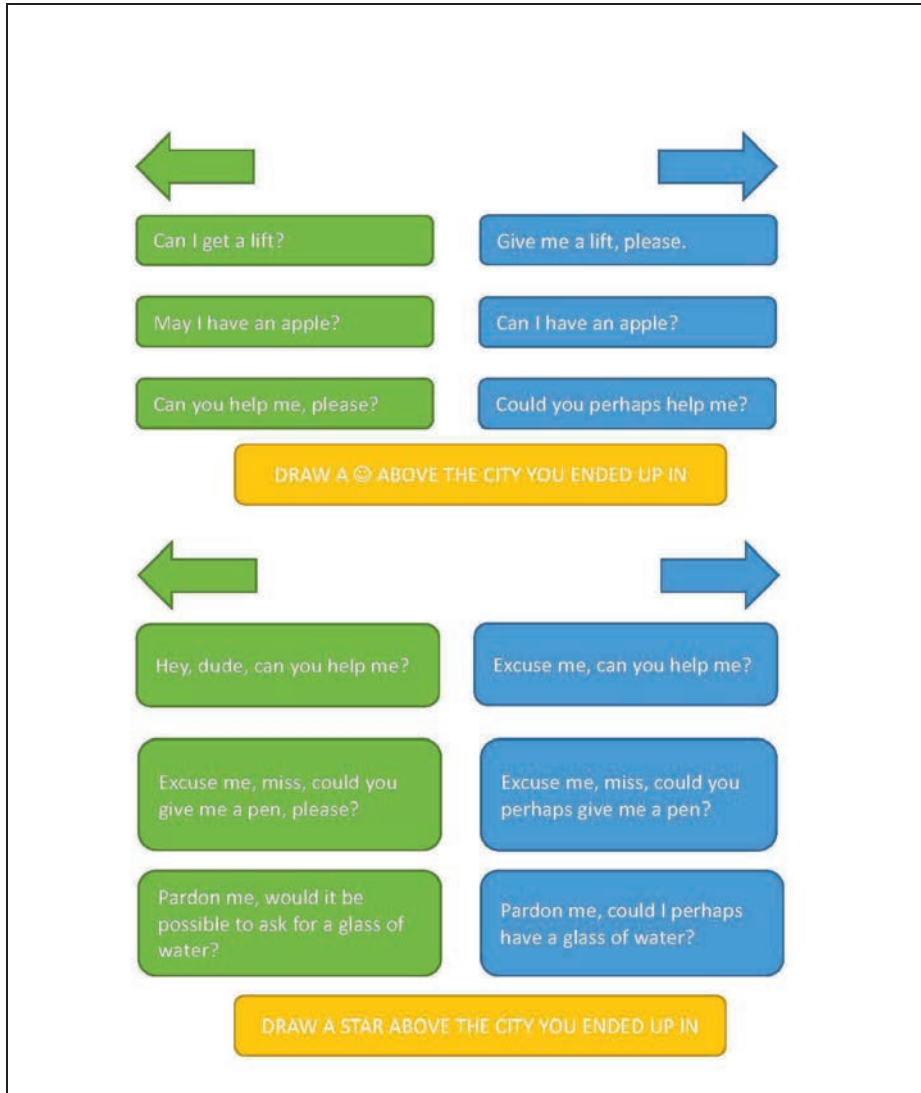 Can I get a lift?
Give me a lift, please.
May I have an apple?
Can I have an apple?
Can you help me, please?
Could you perhaps help me?
DRAW A ☺ ABOVE THE CITY YOU ENDED UP IN
Hey, dude, can you help me?
Excuse me, can you help me?
Excuse me, miss, could you
give me a pen, please?
Excuse me, miss, could you
perhaps give me a pen?
Pardon me, would it be
possible to ask for a glass of
water?
Pardon me, could I perhaps
have a glass of water?
DRAW A STAR ABOVE THE CITY YOU ENDED UP IN